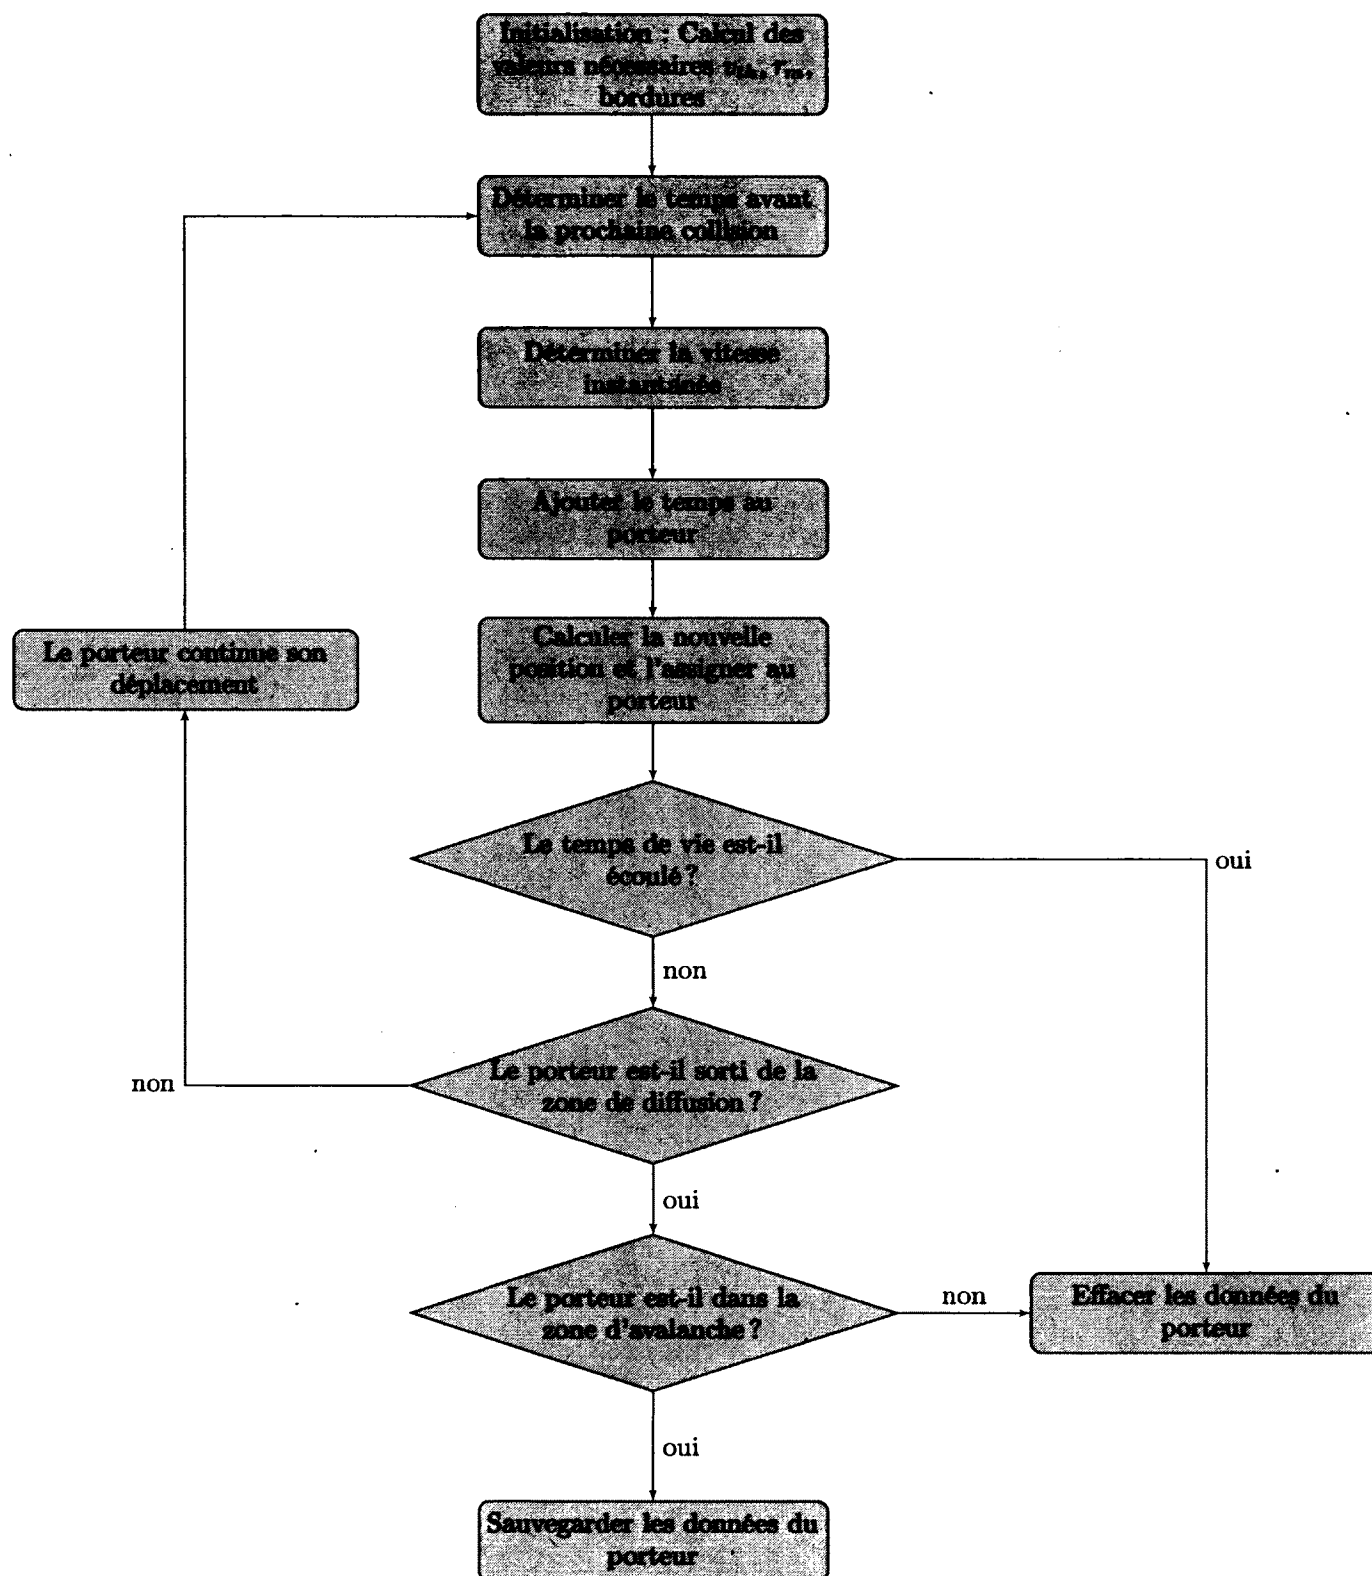 Initialisation : Calcul des
valeurs nécessaires v_th, τ_m,
bordures
Déterminer le temps avant
la prochaine collision
Déterminer la vitesse
instantanée
Ajouter le temps au
porteur
Calculer la nouvelle
position et l'assigner au
porteur
Le porteur continue son
déplacement
Le temps de vie est-il
écoulé ?
oui
non
Le porteur est-il sorti de la
zone de diffusion ?
non
oui
Le porteur est-il dans la
zone d'avalanche ?
non
Effacer les données du
porteur
oui
Sauvegarder les données du
porteur